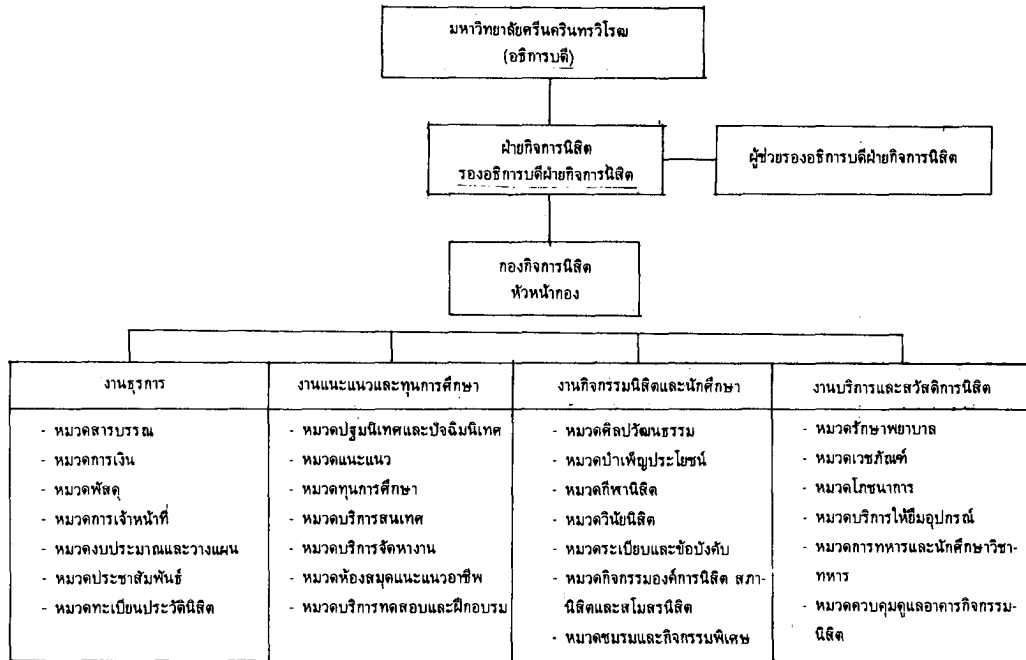 มหาวิทยาลัยศรีนครินทรวิโรฒ
(อธิการบดี)
ฝ่ายกิจการนิสิต
รองอธิการบดีฝ่ายกิจการนิสิต
ผู้ช่วยรองอธิการบดีฝ่ายกิจการนิสิต
กองกิจการนิสิต
หัวหน้ากอง
งานธุรการ
- หมวดสารบรรณ
- หมวดการเงิน
- หมวดพัสดุ
- หมวดการเจ้าหน้าที่
- หมวดงบประมาณและวางแผน
- หมวดประชาสัมพันธ์
- หมวดทะเบียนประวัตินิสิต
งานแนะแนวและทุนการศึกษา
- หมวดปฐมนิเทศและปัจฉิมนิเทศ
- หมวดแนะแนว
- หมวดทุนการศึกษา
- หมวดบริการสนเทศ
- หมวดบริการจัดหางาน
- หมวดห้องสมุดแนะแนวอาชีพ
- หมวดบริการทดสอบและฝึกอบรม
งานกิจกรรมนิสิตและนักศึกษา
- หมวดศิลปวัฒนธรรม
- หมวดบำเพ็ญประโยชน์
- หมวดกีฬานิสิต
- หมวดวินัยนิสิต
- หมวดระเบียบและข้อบังคับ
- หมวดกิจกรรมองค์การนิสิต สภา-
นิสิตและสโมสรนิสิต
- หมวดชมรมและกิจกรรมพิเศษ
งานบริการและสวัสดิการนิสิต
- หมวดรักษาพยาบาล
- หมวดเวชภัณฑ์
- หมวดโภชนาการ
- หมวดบริการให้ยืมอุปกรณ์
- หมวดการทหารและนักศึกษาวิชา-
ทหาร
- หมวดควบคุมดูแลอาคารกิจกรรม-
นิสิต